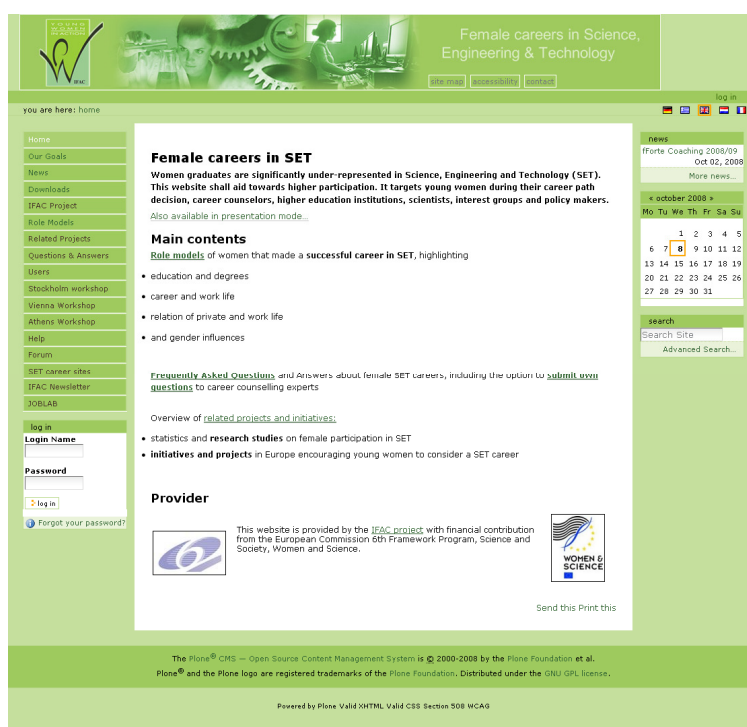 YOUNG
WOMEN
IN ACTION
IFAC
Female careers in Science,
Engineering & Technology
site map accessibility contact
log in
you are here: home
Home
Our Goals
News
Downloads
IFAC Project
Role Models
Related Projects
Questions & Answers
Users
Stockholm workshop
Vienna Workshop
Athens Workshop
Help
Forum
SET career sites
IFAC Newsletter
JOBLAB
log in
Login Name
Password
log in
Forgot your password?
Female careers in SET
Women graduates are significantly under-represented in Science, Engineering and Technology (SET).
This website shall aid towards higher participation. It targets young women during their career path
decision, career counselors, higher education institutions, scientists, interest groups and policy makers.
Also available in presentation mode...
Main contents
Role models of women that made a successful career in SET, highlighting
• education and degrees
• career and work life
• relation of private and work life
• and gender influences
Frequently Asked Questions and Answers about female SET careers, including the option to submit own
questions to career counselling experts
Overview of related projects and initiatives:
• statistics and research studies on female participation in SET
• initiatives and projects in Europe encouraging young women to consider a SET career
Provider
This website is provided by the IFAC project with financial contribution
from the European Commission 6th Framework Program, Science and
Society, Women and Science.
6
WOMEN &
SCIENCE
Send this Print this
news
fForte Coaching 2008/09
Oct 02, 2008
More news...
« october 2008 »
Mo Tu We Th Fr Sa Su
1 2 3 4 5
6 7 8 9 10 11 12
13 14 15 16 17 18 19
20 21 22 23 24 25 26
27 28 29 30 31
search
Search Site
Advanced Search...
The Plone® CMS — Open Source Content Management System is © 2000-2008 by the Plone Foundation et al.
Plone® and the Plone logo are registered trademarks of the Plone Foundation. Distributed under the GNU GPL license.
Powered by Plone Valid XHTML Valid CSS Section 508 WCAG